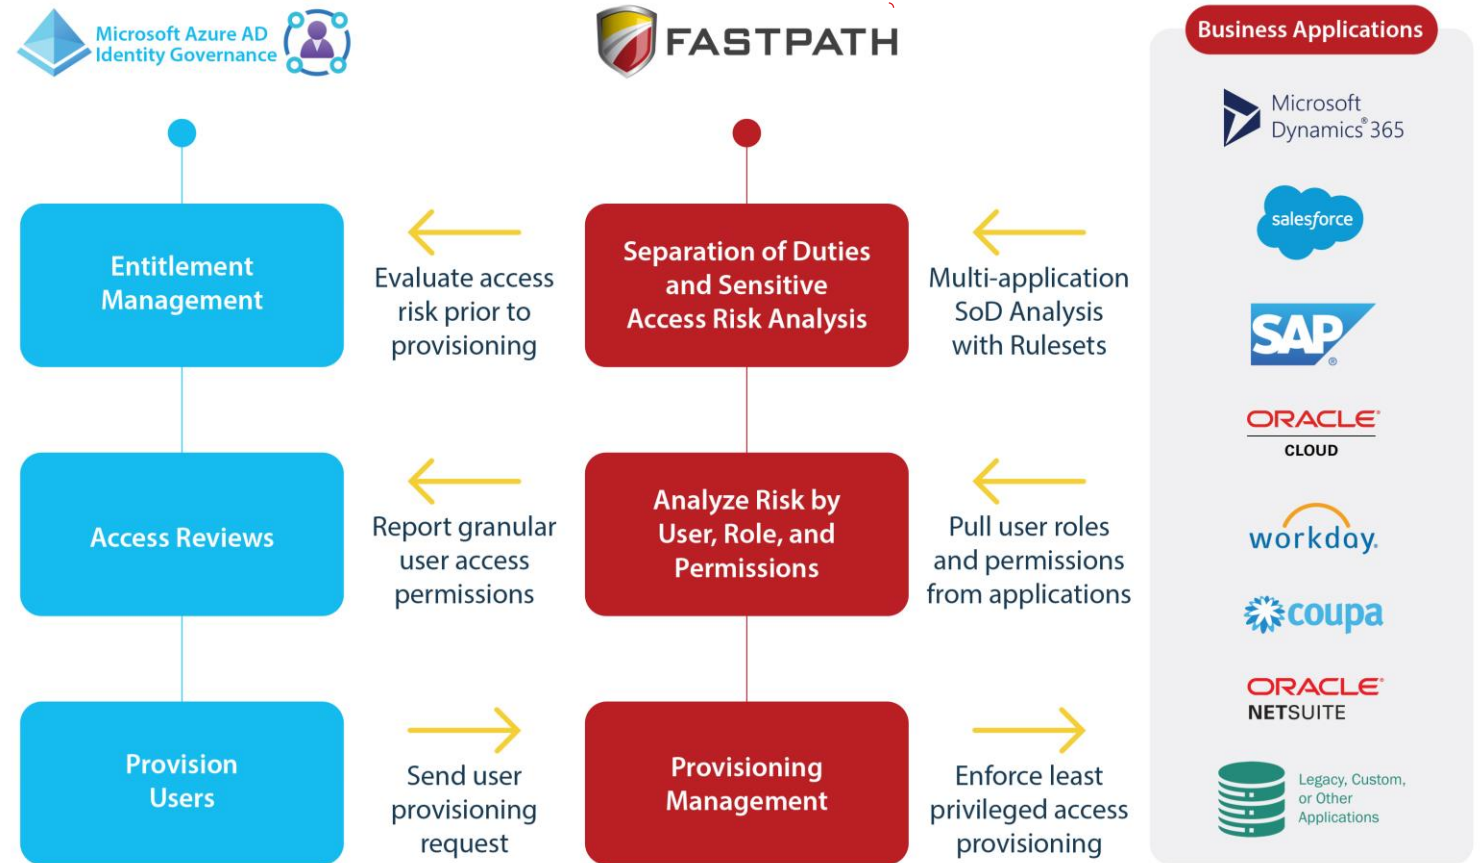 Microsoft Azure AD
Identity Governance
FASTPATH
Business Applications
Entitlement
Management
Evaluate access
risk prior to
provisioning
Separation of Duties
and Sensitive
Access Risk Analysis
Multi-application
SoD Analysis
with Rulesets
Access Reviews
Report granular
user access
permissions
Analyze Risk by
User, Role, and
Permissions
Pull user roles
and permissions
from applications
Provision
Users
Send user
provisioning
request
Provisioning
Management
Enforce least
privileged access
provisioning
Microsoft
Dynamics® 365
salesforce
SAP®
ORACLE®
CLOUD
workday.
coupa
ORACLE®
NETSUITE
Legacy, Custom,
or Other
Applications